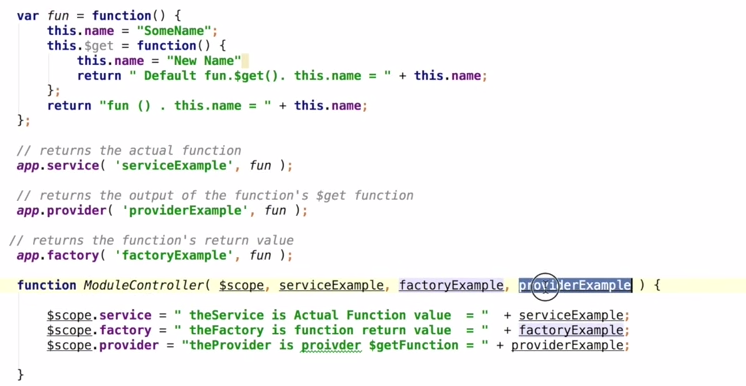 var fun = function() {
this.name = "SomeName";
this.$get = function() {
this.name = "New Name"
return " Default fun.$get(). this.name = " + this.name;
};
return "fun () . this.name = " + this.name;
};
// returns the actual function
app.service( 'serviceExample', fun );
// returns the output of the function's $get function
app.provider( 'providerExample', fun );
// returns the function's return value
app.factory( 'factoryExample', fun );
function ModuleController( $scope, serviceExample, factoryExample, providerExample ) {
$scope.service = " theService is Actual Function value  = "  + serviceExample;
$scope.factory = " theFactory is function return value  = "  + factoryExample;
$scope.provider = "theProvider is proivder $getFunction = " + providerExample;
}